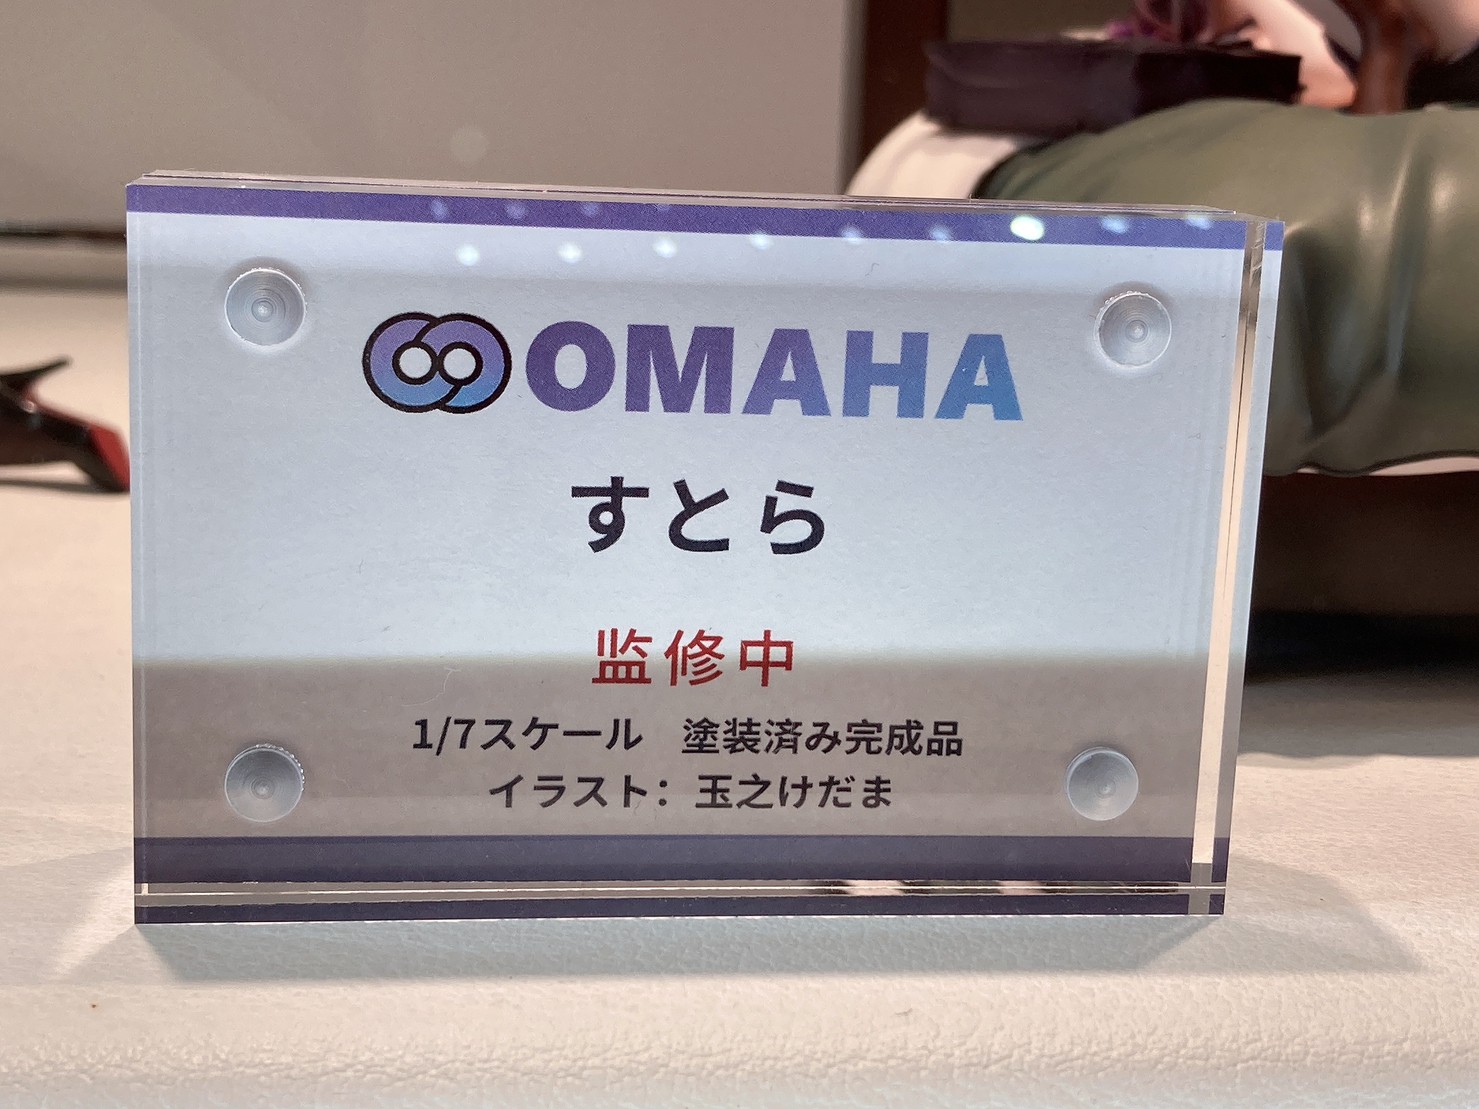 OMAHA
すとら
监修中
1/7スケール　塗装済み完成品
イラスト：玉之けだま